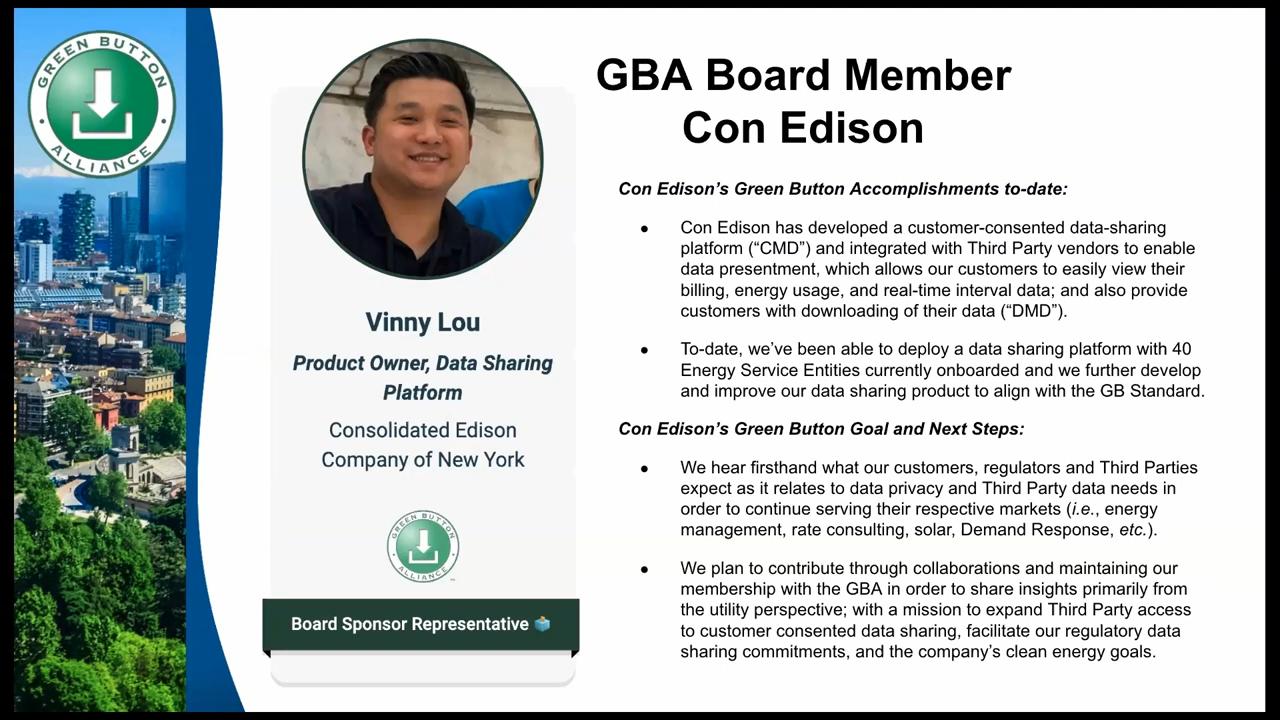 GREEN BUTTON
ALLIANCE
GBA Board Member
Con Edison
Vinny Lou
Product Owner, Data Sharing
Platform
Consolidated Edison
Company of New York
GREEN BUTTON
ALLIANCE
Board Sponsor Representative
Con Edison’s Green Button Accomplishments to-date:
● Con Edison has developed a customer-consented data-sharing
platform (“CMD”) and integrated with Third Party vendors to enable
data presentment, which allows our customers to easily view their
billing, energy usage, and real-time interval data; and also provide
customers with downloading of their data (“DMD”).
● To-date, we’ve been able to deploy a data sharing platform with 40
Energy Service Entities currently onboarded and we further develop
and improve our data sharing product to align with the GB Standard.
Con Edison’s Green Button Goal and Next Steps:
● We hear firsthand what our customers, regulators and Third Parties
expect as it relates to data privacy and Third Party data needs in
order to continue serving their respective markets (i.e., energy
management, rate consulting, solar, Demand Response, etc.).
● We plan to contribute through collaborations and maintaining our
membership with the GBA in order to share insights primarily from
the utility perspective; with a mission to expand Third Party access
to customer consented data sharing, facilitate our regulatory data
sharing commitments, and the company’s clean energy goals.